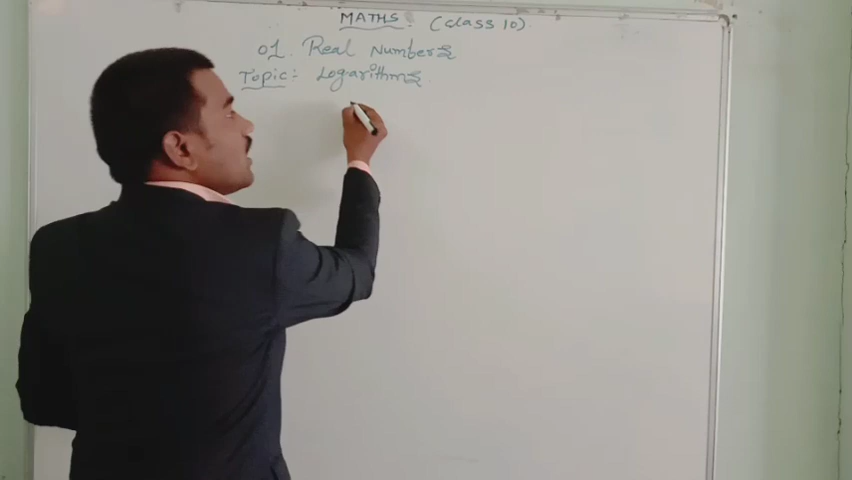 MATHS: (Class 10)
01. Real Numbers
Topic: Logarithms.